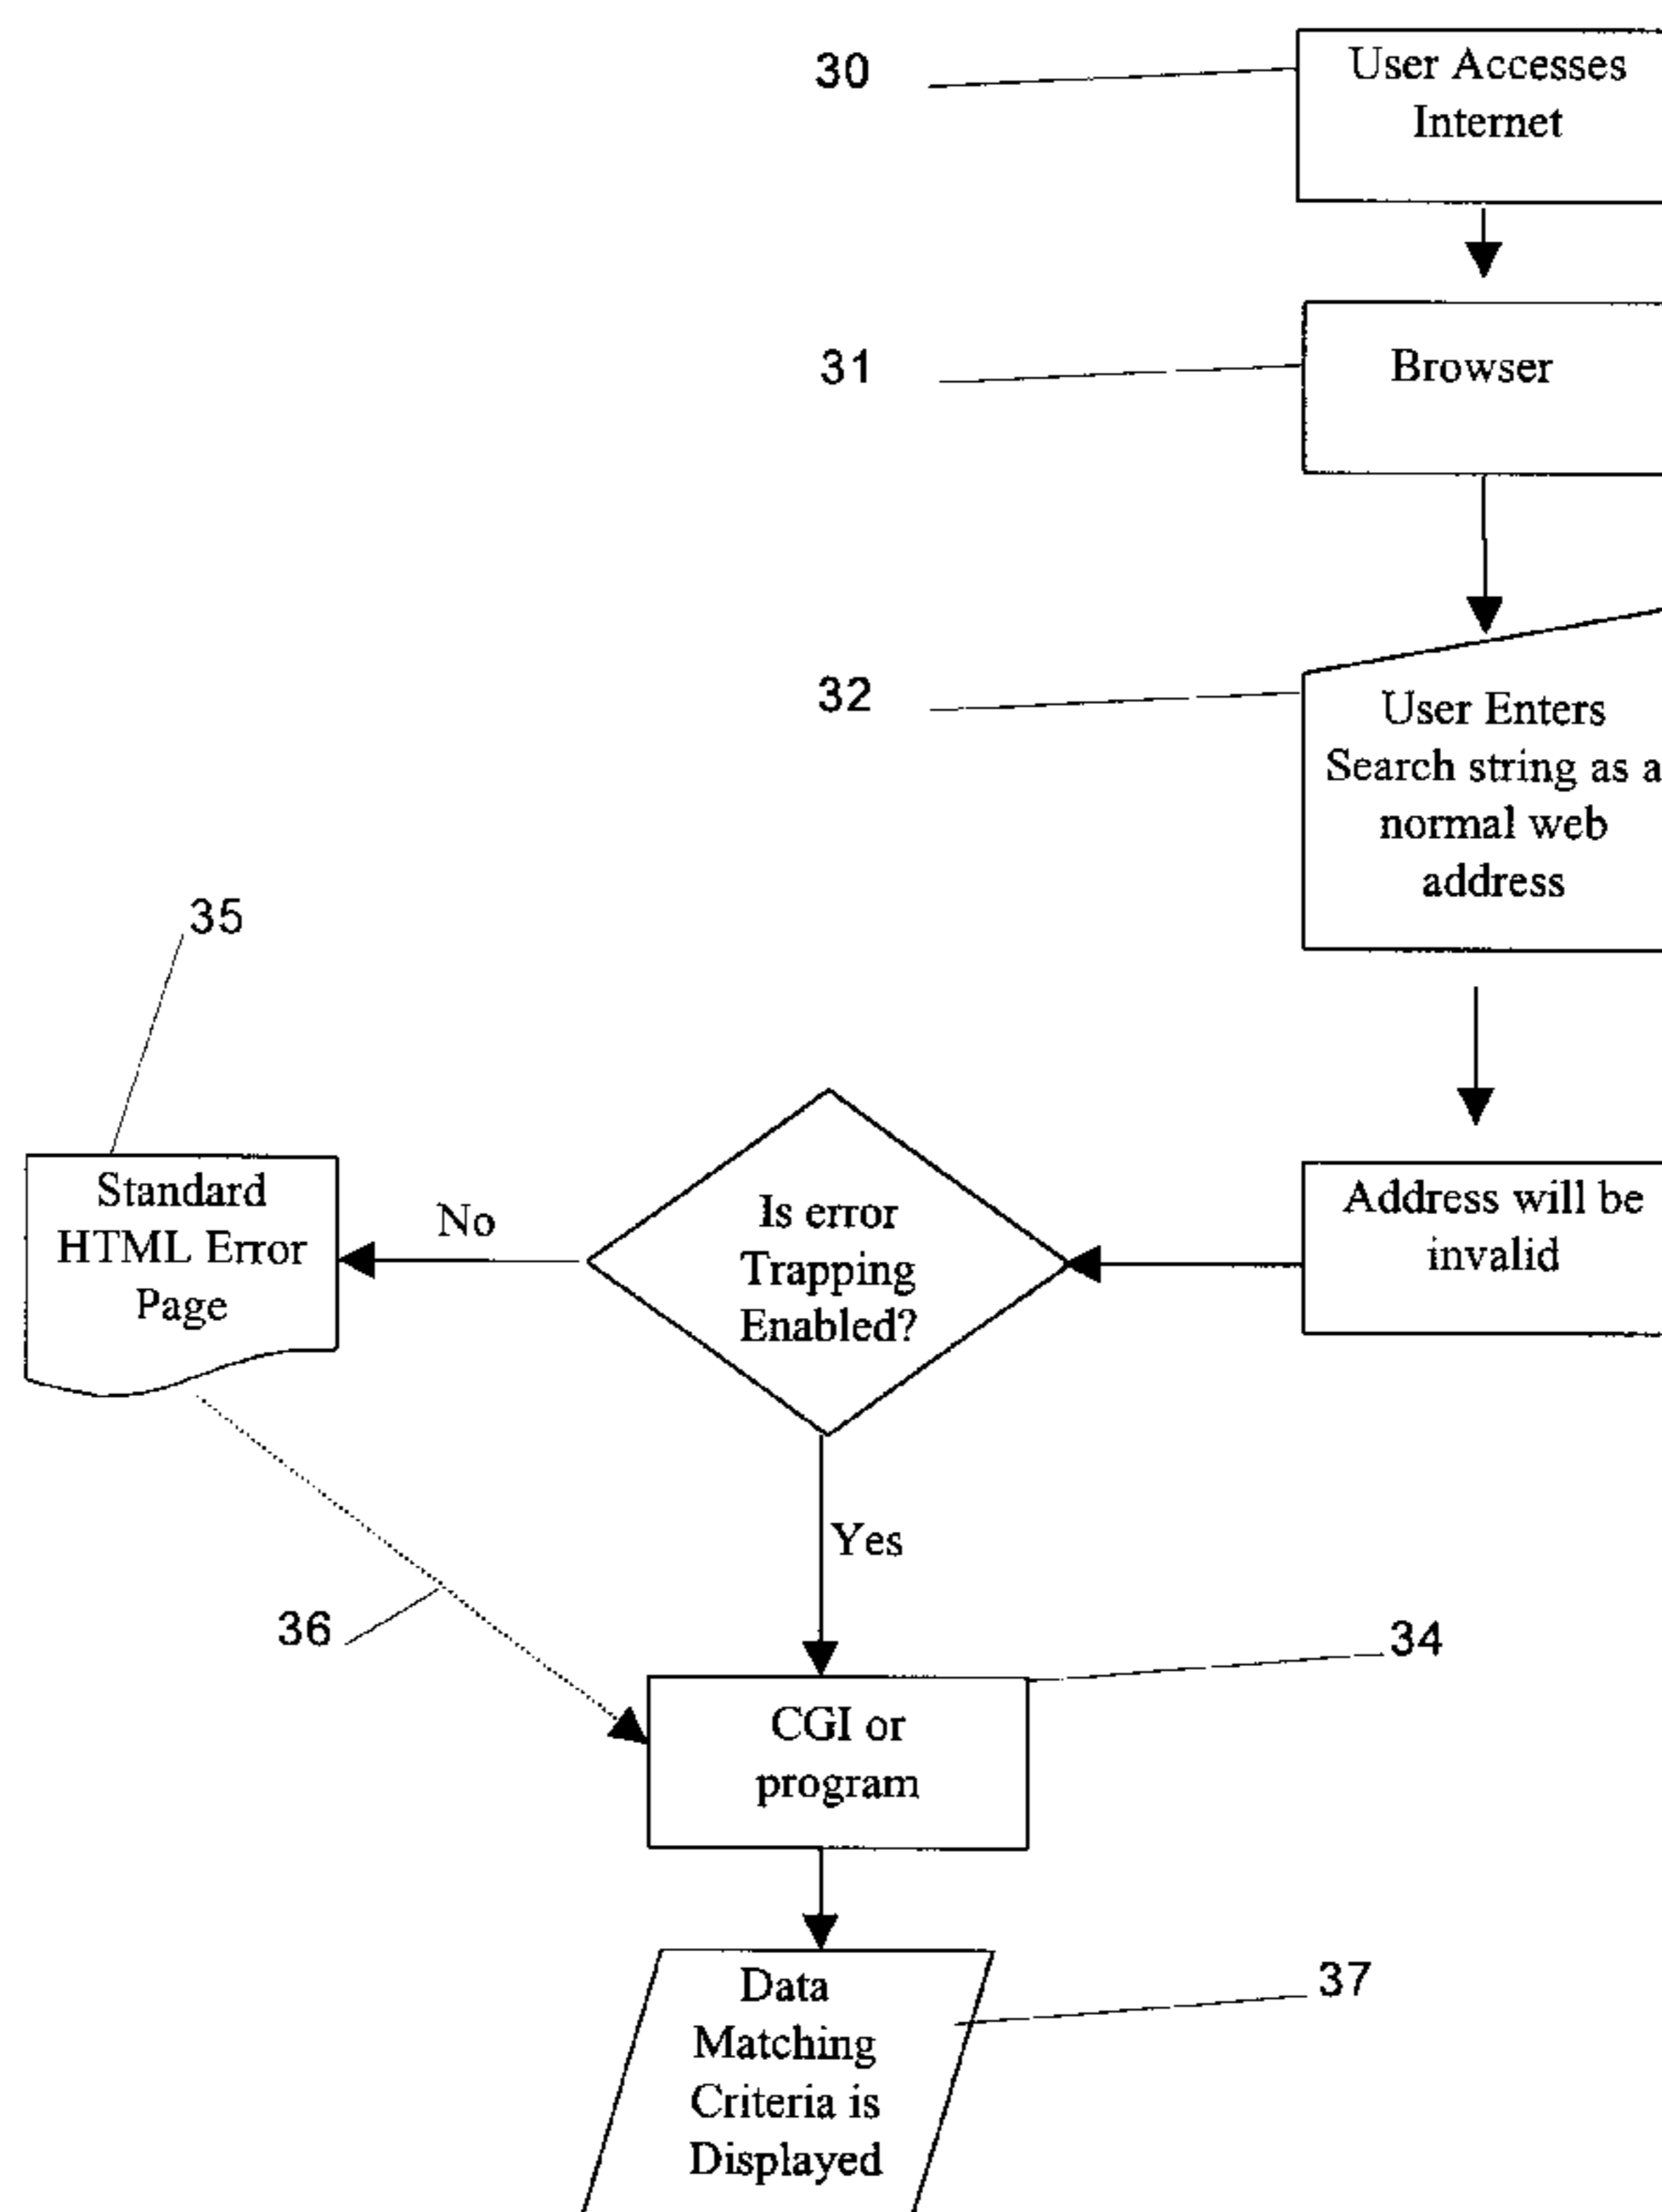 30
User Accesses
Internet
31
Browser
32
User Enters
Search string as a
normal web
address
35
Standard
HTML Error
Page
No
Is error
Trapping
Enabled?
Address will be
invalid
Yes
36
34
CGI or
program
37
Data
Matching
Criteria is
Displayed